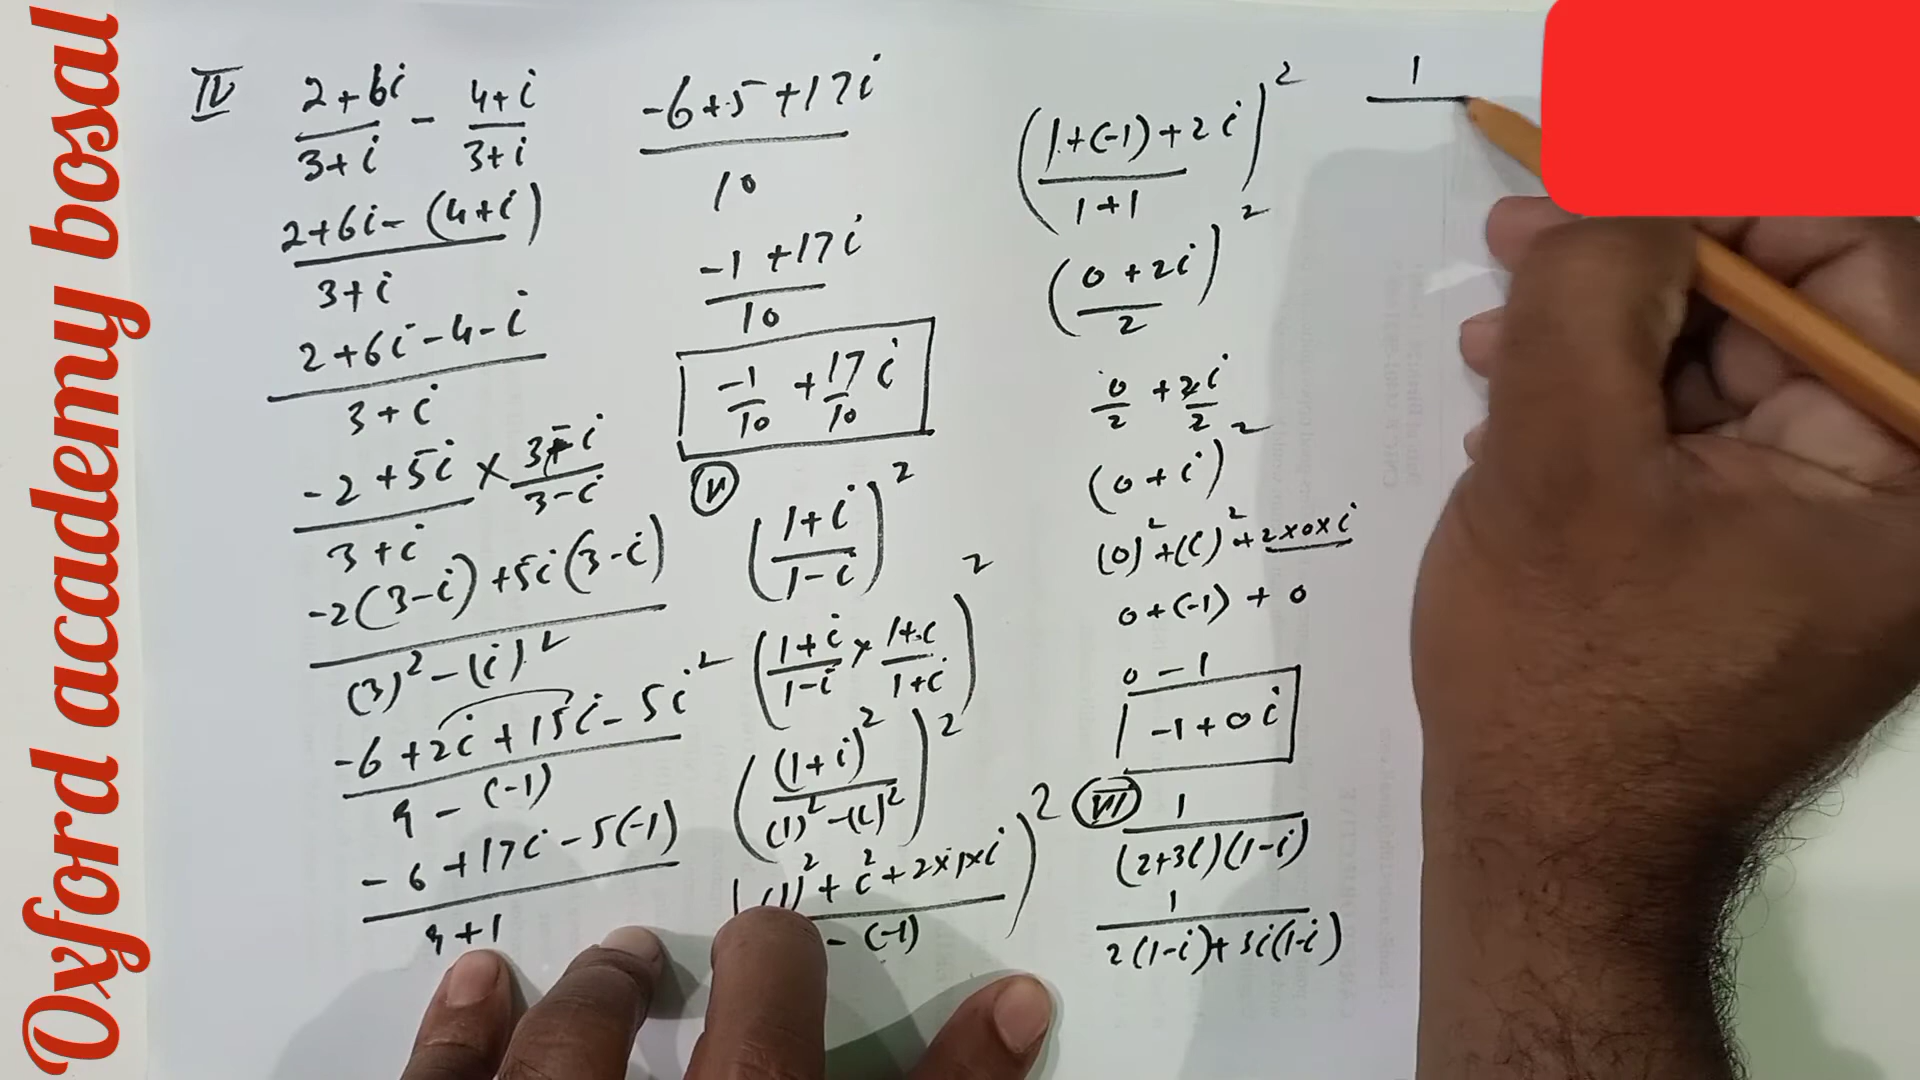 Oxford academy bosal
IV 2+6i/3+i - 4+i/3+i
2+6i-(4+i)/3+i
2+6i-4-i/3+i
-2+5i/3+i × 3-i/3-i
-2(3-i)+5i(3-i)/(3)²-(i)²
-6+2i+15i-5i²/9-(-1)
-6+17i-5(-1)/9+1
-6+5+17i/10
-1+17i/10
-1/10 + 17/10 i
V (1+i/1-i)²
(1+i/1-i × 1+i/1+i)²
((1+i)²/(1)²-(i)²)²
((1)²+i²+2×1×i/-(-1))²
(1+(-1)+2i/1+1)²
(0+2i/2)²
0/2 + 2i/2
(0+i)²
(0)²+(i)²+2×0×i
0+(-1)+0
0-1
-1+0i
VI 1/(2+3i)(1-i)
1/2(1-i)+3i(1-i)
1